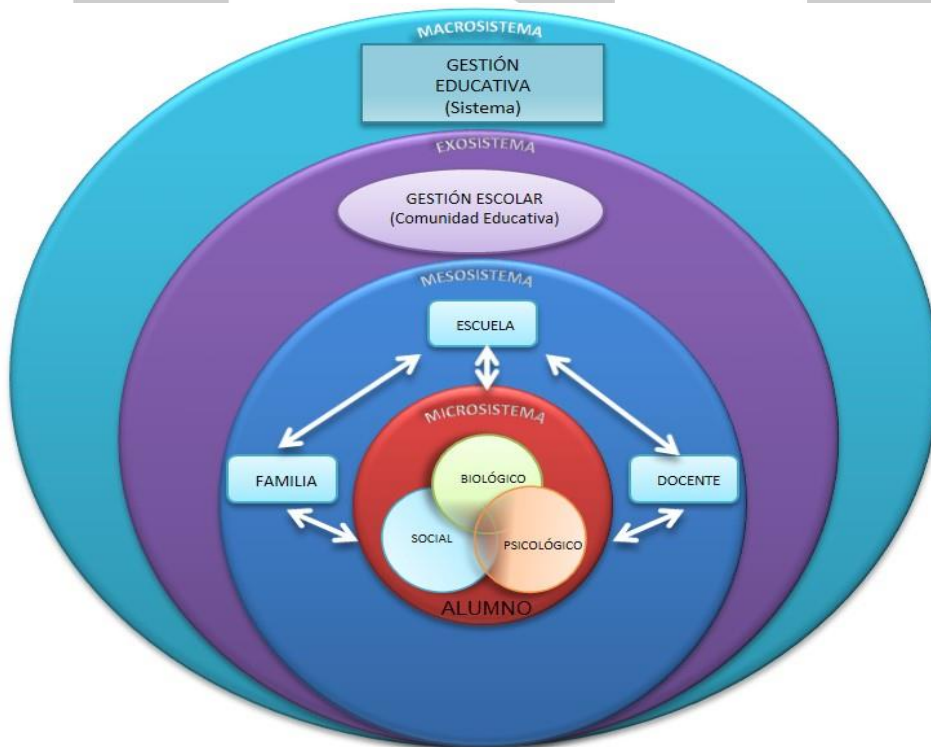 MACROSISTEMA
GESTIÓN
EDUCATIVA
(Sistema)
EXOSISTEMA
GESTIÓN ESCOLAR
(Comunidad Educativa)
MESOSISTEMA
ESCUELA
MICROSISTEMA
BIOLÓGICO
FAMILIA
DOCENTE
SOCIAL
PSICOLÓGICO
ALUMNO